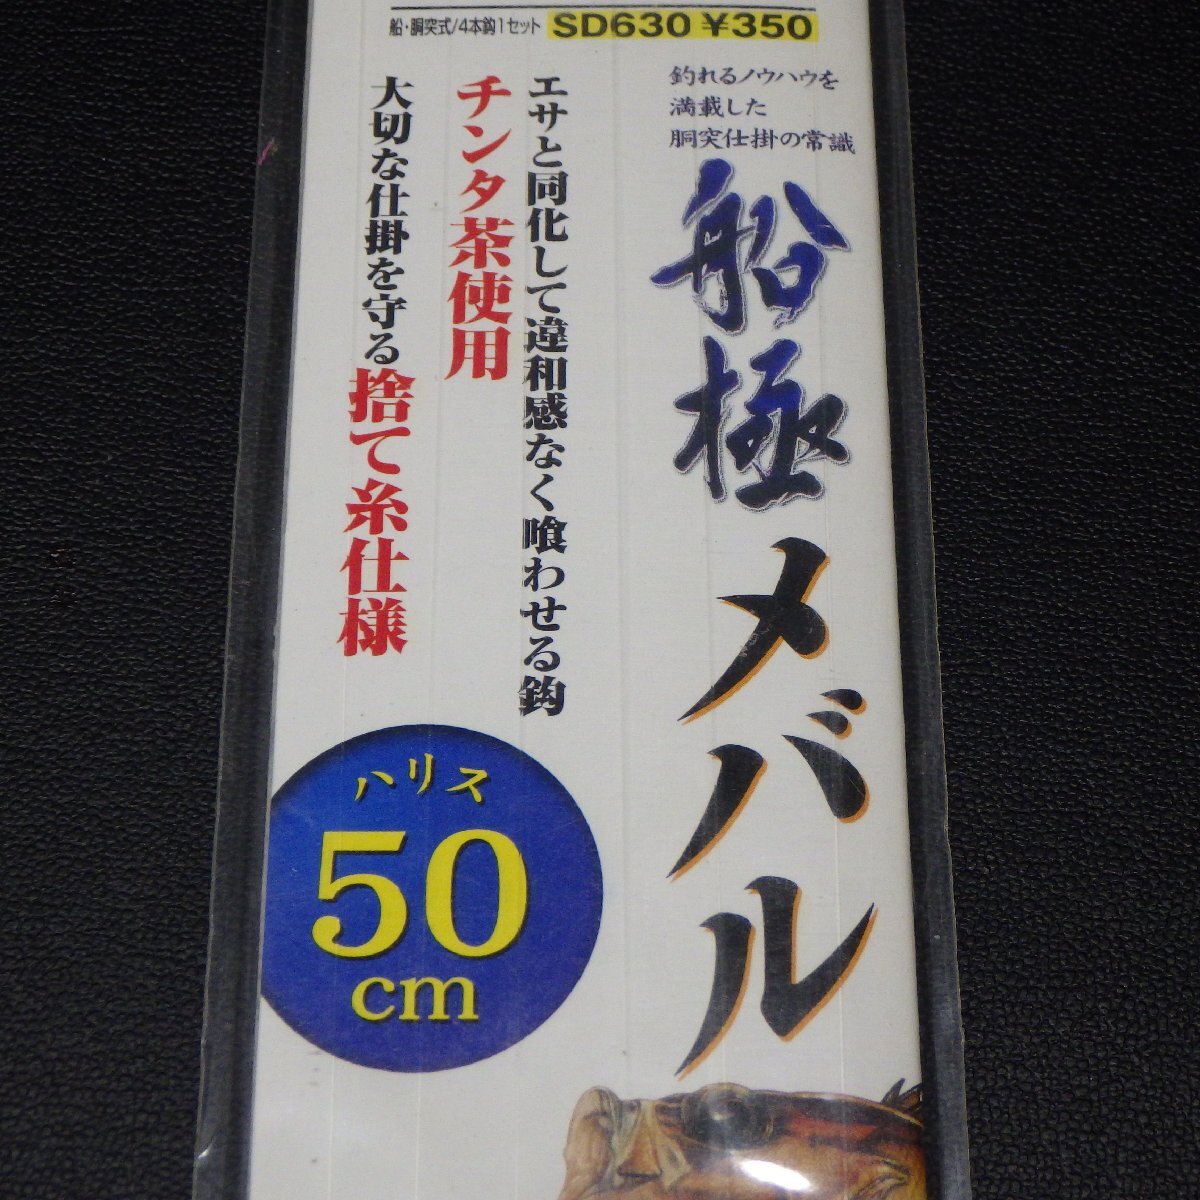 船・胴突式/4本鈎1セット SD630 ¥350
釣れるノウハウを
満載した
胴突仕掛の常識
船極メバル
エサと同化して違和感なく喰わせる鈎
チンタ茶使用
大切な仕掛を守る捨て糸仕様
ハリス
50
cm